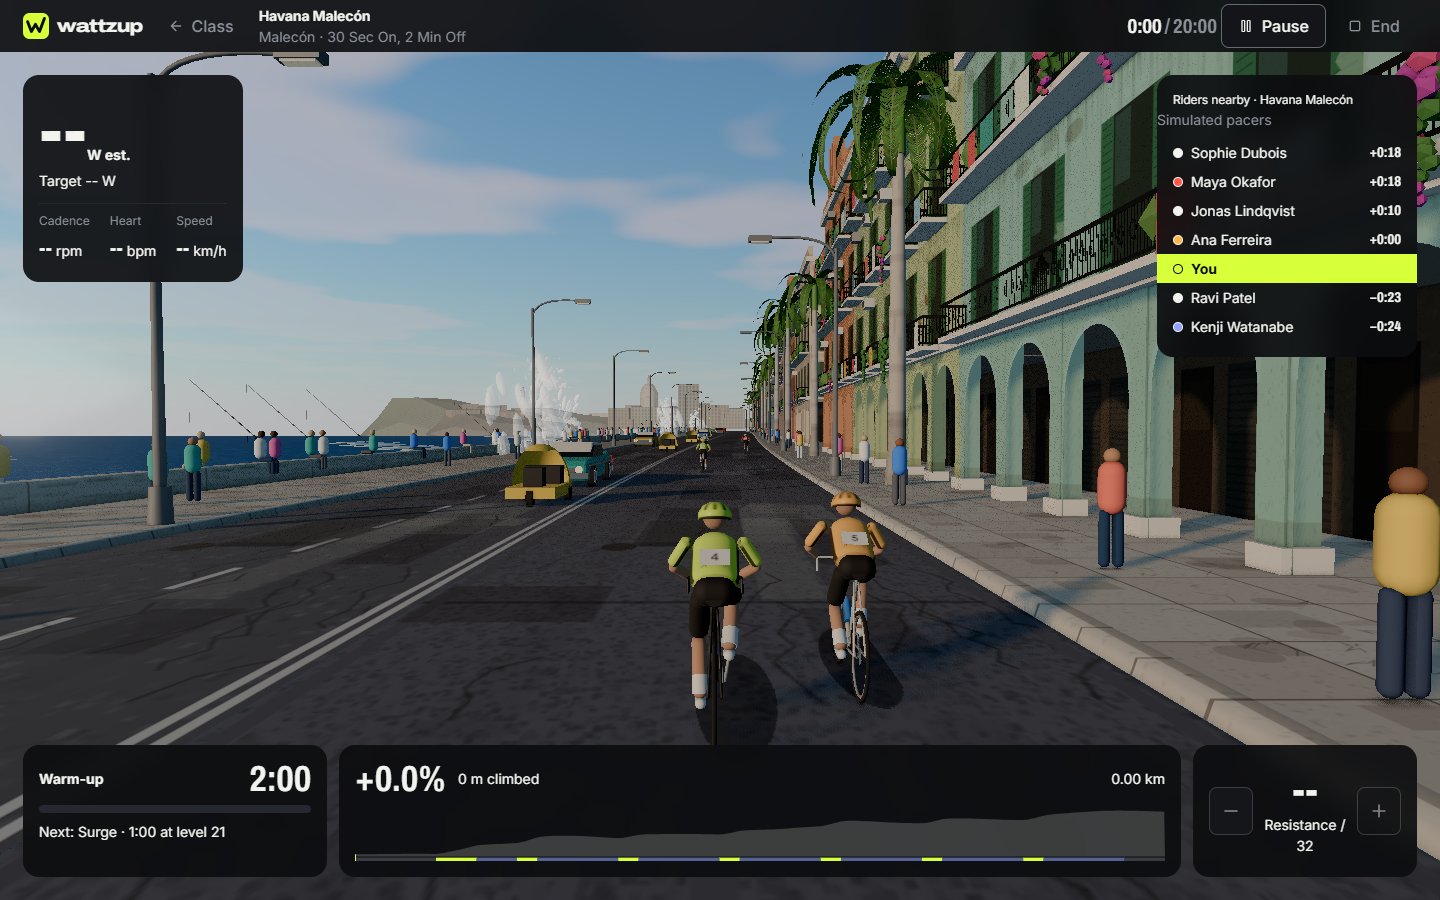 W wattzup
Class
Havana Malecón
Malecón · 30 Sec On, 2 Min Off
0:00 / 20:00
Pause
End
--
W est.
Target -- W
Cadence Heart Speed
-- rpm -- bpm -- km/h
Riders nearby · Havana Malecón
Simulated pacers
Sophie Dubois +0:18
Maya Okafor +0:18
Jonas Lindqvist +0:10
Ana Ferreira +0:00
You
Ravi Patel −0:23
Kenji Watanabe −0:24
4
5
Warm-up 2:00
Next: Surge · 1:00 at level 21
+0.0% 0 m climbed 0.00 km
−
--
+
Resistance /
32